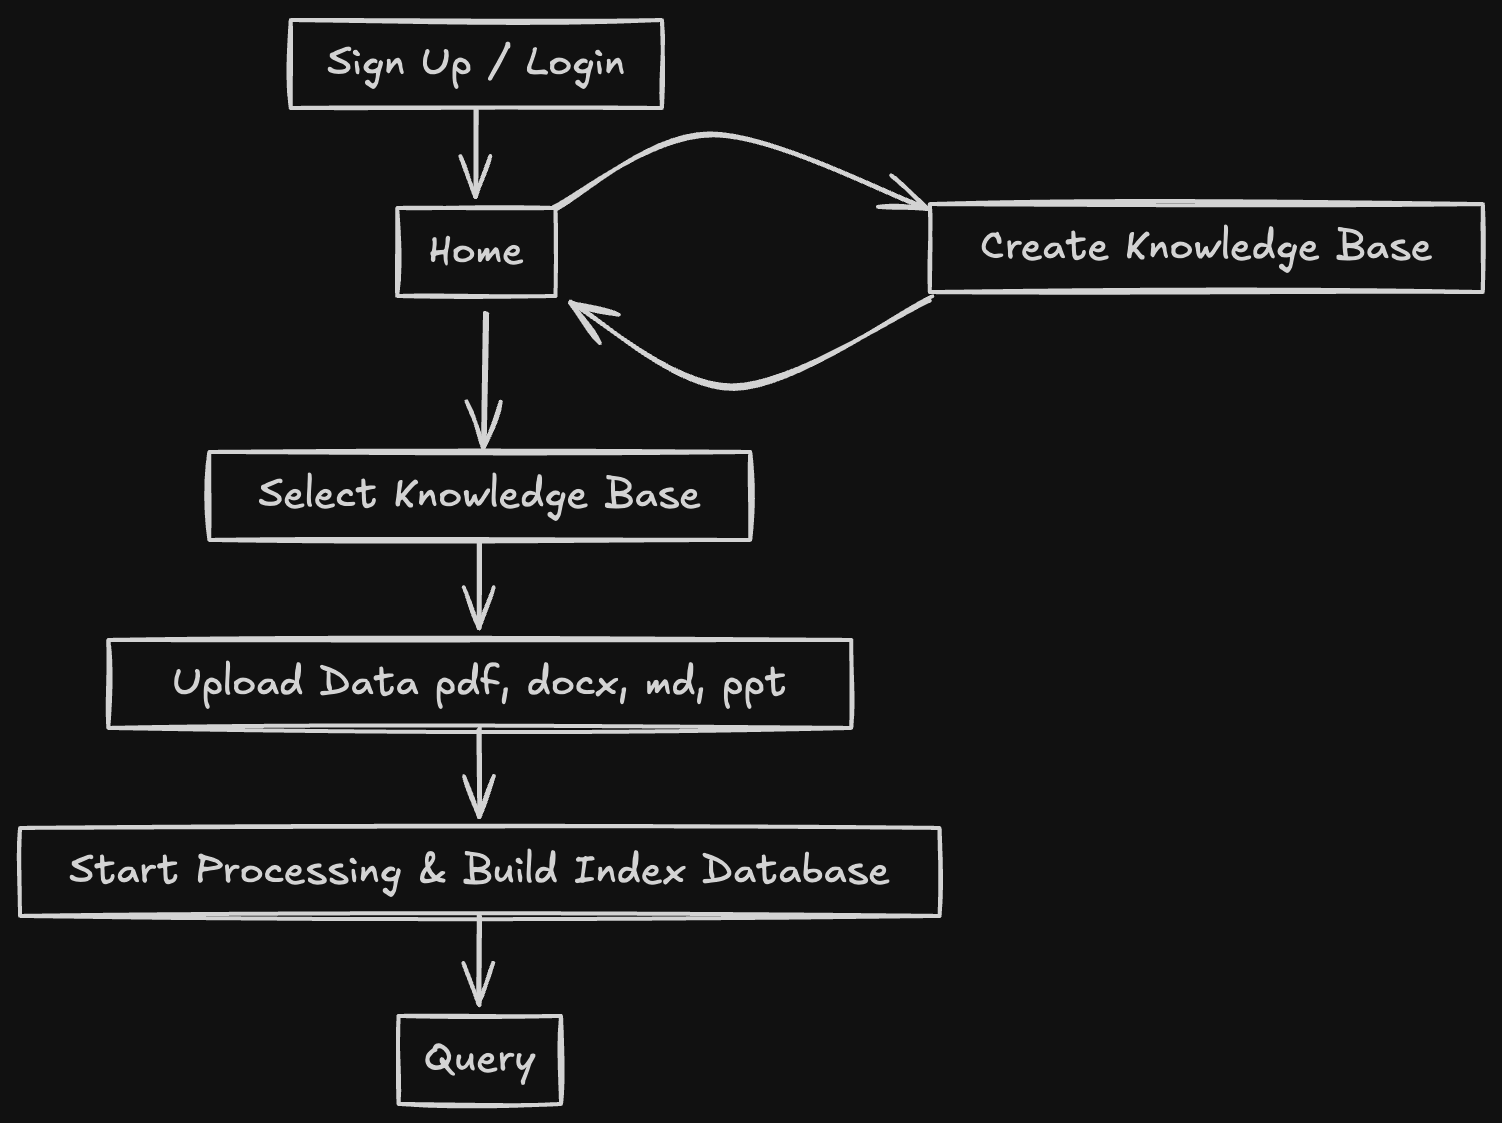 Sign Up / Login
Home
Create Knowledge Base
Select Knowledge Base
Upload Data pdf, docx, md, ppt
Start Processing & Build Index Database
Query